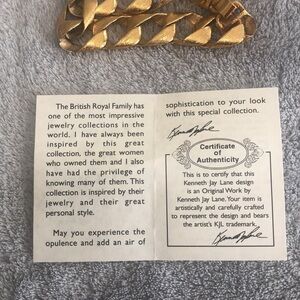 The British Royal Family has
one of the most impressive
jewelry collections in the
world. I have always been
inspired by this great
collection, the great women
who owned them and I also
have had the privilege of
knowing many of them. This
collection is inspired by their
jewelry and their great
personal style.
May you experience the
opulence and add an air of
sophistication to your look
with this special collection.
Certificate
of
Authenticity
This is to certify that this
Kenneth Jay Lane design
is an Original Work by
Kenneth Jay Lane. Your item is
artistically and carefully crafted
to represent the design and bears
the artist's KJL trademark.